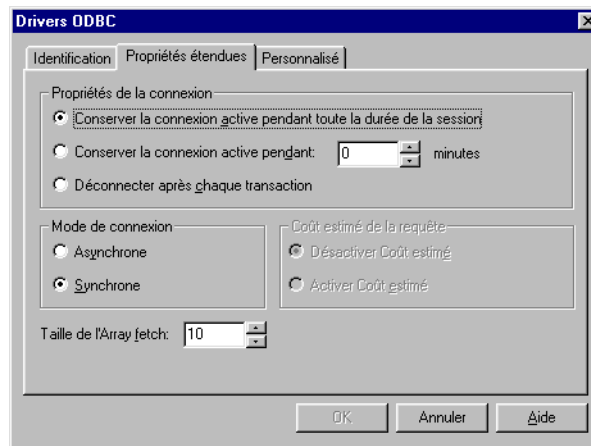 Drivers ODBC
Identification Propriétés étendues Personnalisé
Propriétés de la connexion
Conserver la connexion active pendant toute la durée de la session
Conserver la connexion active pendant: 0 minutes
Déconnecter après chaque transaction
Mode de connexion
Asynchrone
Synchrone
Coût estimé de la requête
Désactiver Coût estimé
Activer Coût estimé
Taille de l'Array fetch: 10
OK Annuler Aide